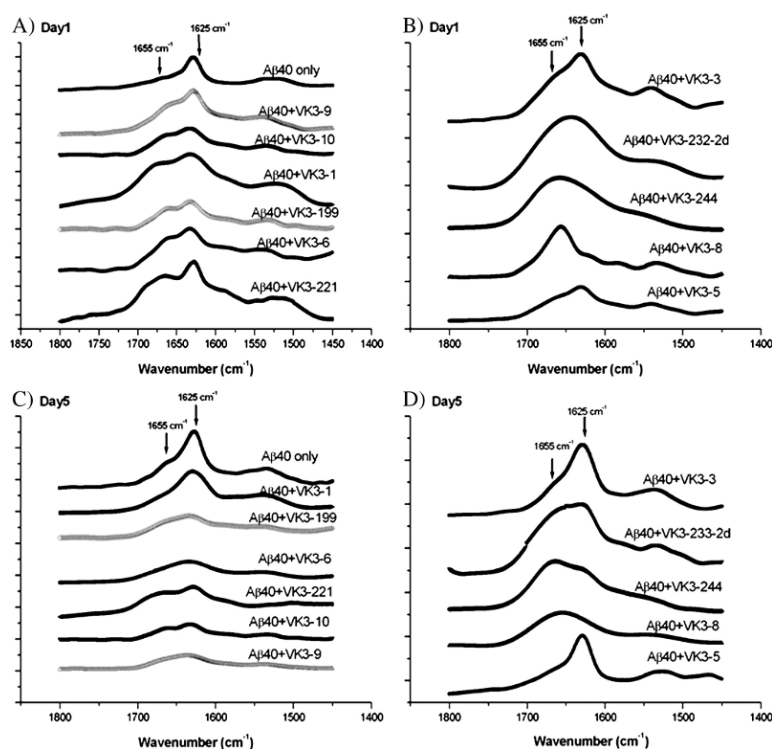 A) Day1
1655 cm⁻¹
1625 cm⁻¹
Aβ40 only
Aβ40+VK3-9
Aβ40+VK3-10
Aβ40+VK3-1
Aβ40+VK3-199
Aβ40+VK3-6
Aβ40+VK3-221
1850 1800 1750 1700 1650 1600 1550 1500 1450 1400
Wavenumber (cm⁻¹)
B) Day1
1655 cm⁻¹
1625 cm⁻¹
Aβ40+VK3-3
Aβ40+VK3-232-2d
Aβ40+VK3-244
Aβ40+VK3-8
Aβ40+VK3-5
1800 1700 1600 1500 1400
Wavenumber (cm⁻¹)
C) Day5
1655 cm⁻¹
1625 cm⁻¹
Aβ40 only
Aβ40+VK3-1
Aβ40+VK3-199
Aβ40+VK3-6
Aβ40+VK3-221
Aβ40+VK3-10
Aβ40+VK3-9
1800 1700 1600 1500 1400
Wavenumber (cm⁻¹)
D) Day5
1655 cm⁻¹
1625 cm⁻¹
Aβ40+VK3-3
Aβ40+VK3-233-2d
Aβ40+VK3-244
Aβ40+VK3-8
Aβ40+VK3-5
1800 1700 1600 1500 1400
Wavenumber (cm⁻¹)